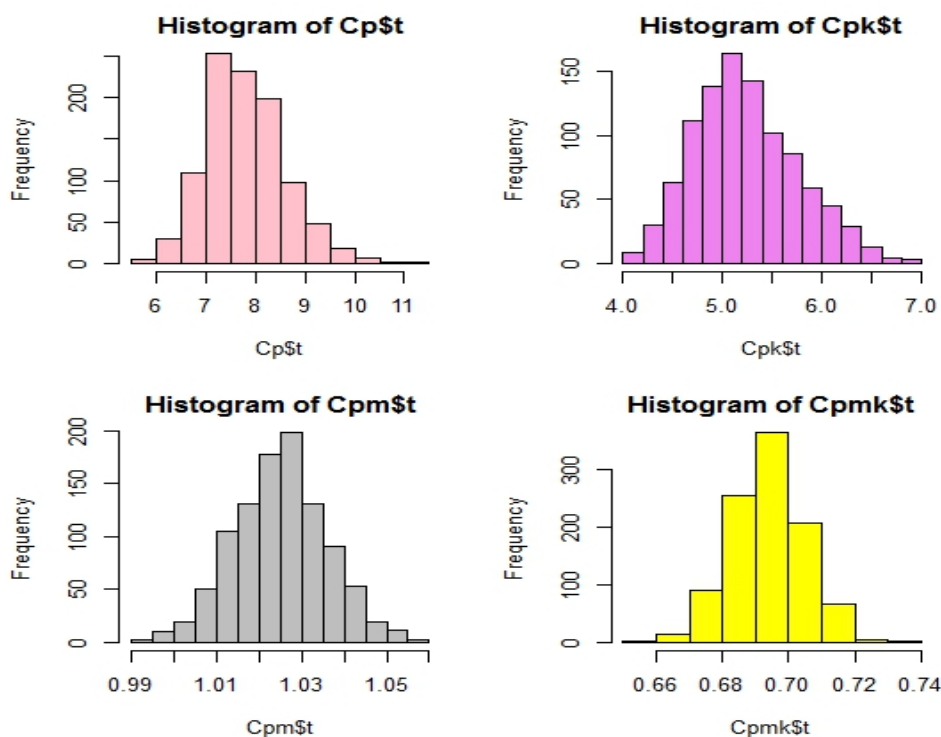 Histogram of Cp$t
Frequency
0 50 100 200
6 7 8 9 10 11
Cp$t
Histogram of Cpk$t
Frequency
0 50 100 150
4.0 5.0 6.0 7.0
Cpk$t
Histogram of Cpm$t
Frequency
0 50 100 150 200
0.99 1.01 1.03 1.05
Cpm$t
Histogram of Cpmk$t
Frequency
0 100 200 300
0.66 0.68 0.70 0.72 0.74
Cpmk$t